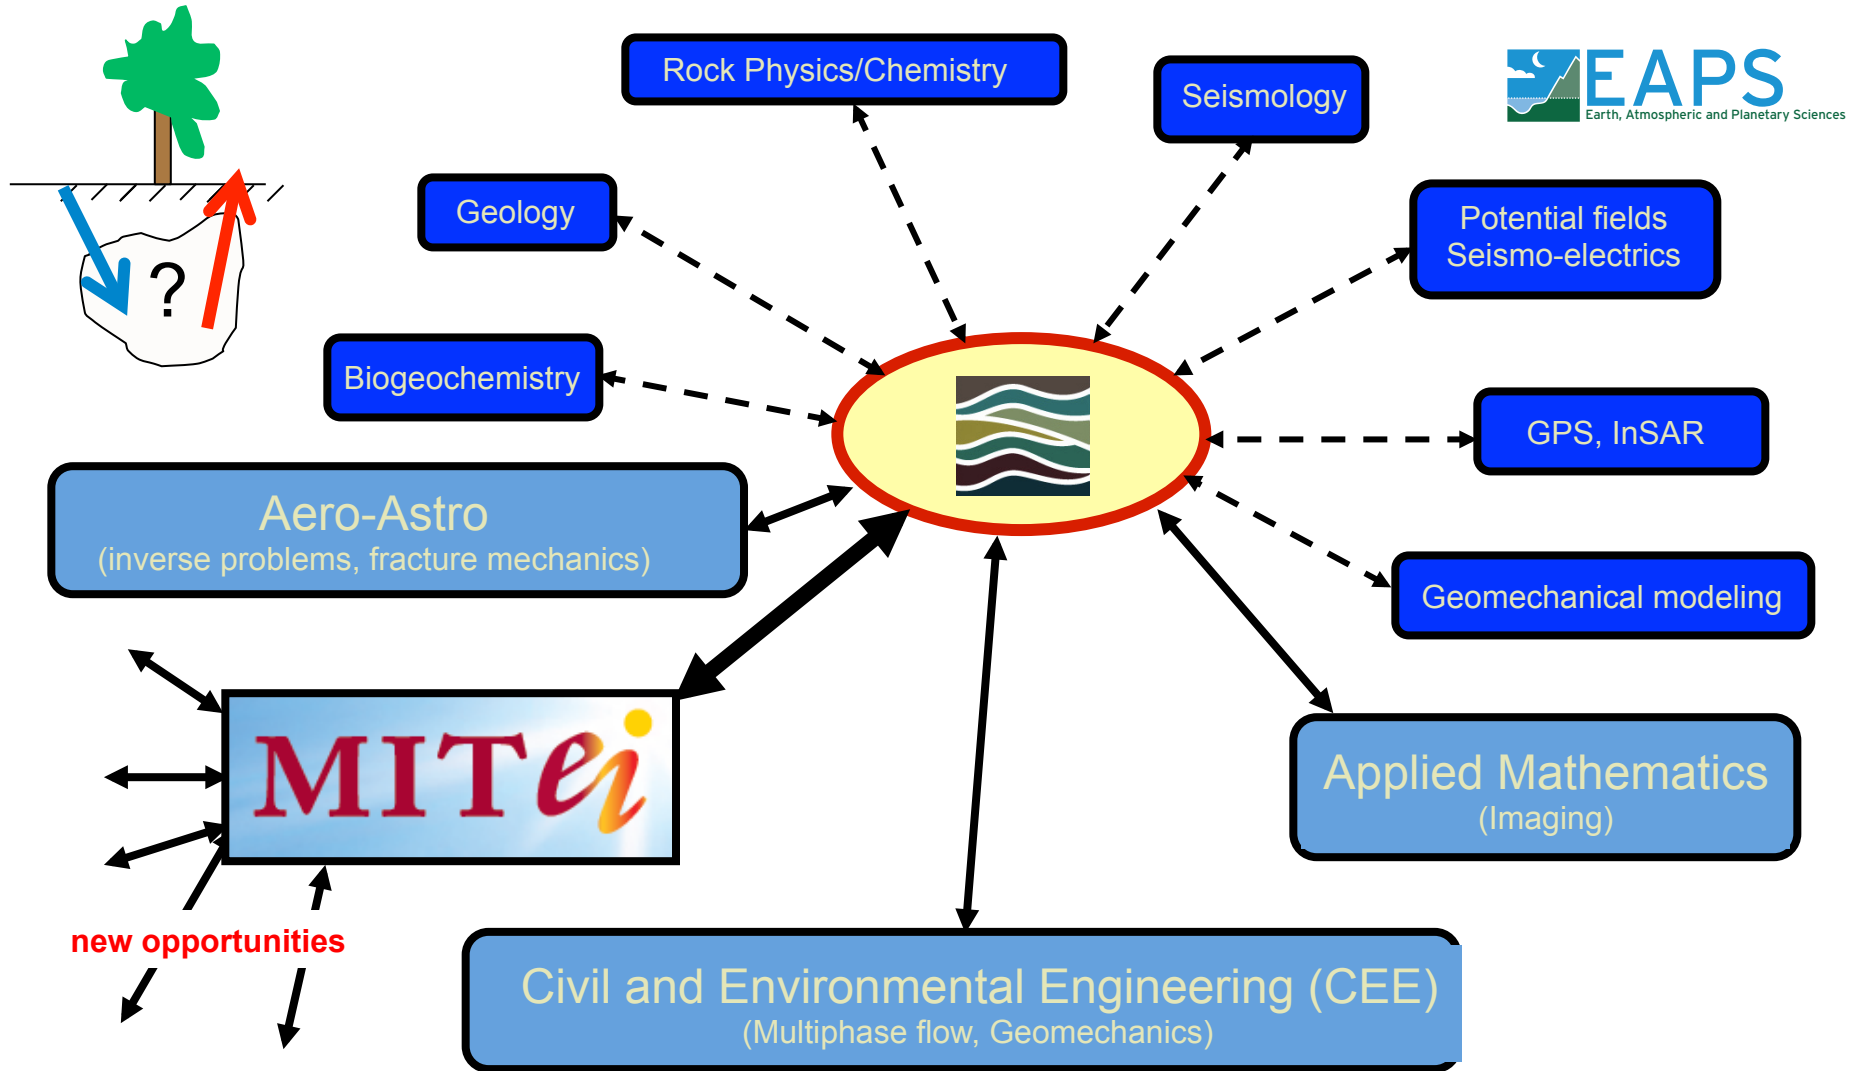 Rock Physics/Chemistry
Seismology
EAPS
Earth, Atmospheric and Planetary Sciences
Geology
Potential fields
Seismo-electrics
?
Biogeochemistry
GPS, InSAR
Aero-Astro
(inverse problems, fracture mechanics)
Geomechanical modeling
MITei
Applied Mathematics
(Imaging)
new opportunities
Civil and Environmental Engineering (CEE)
(Multiphase flow, Geomechanics)